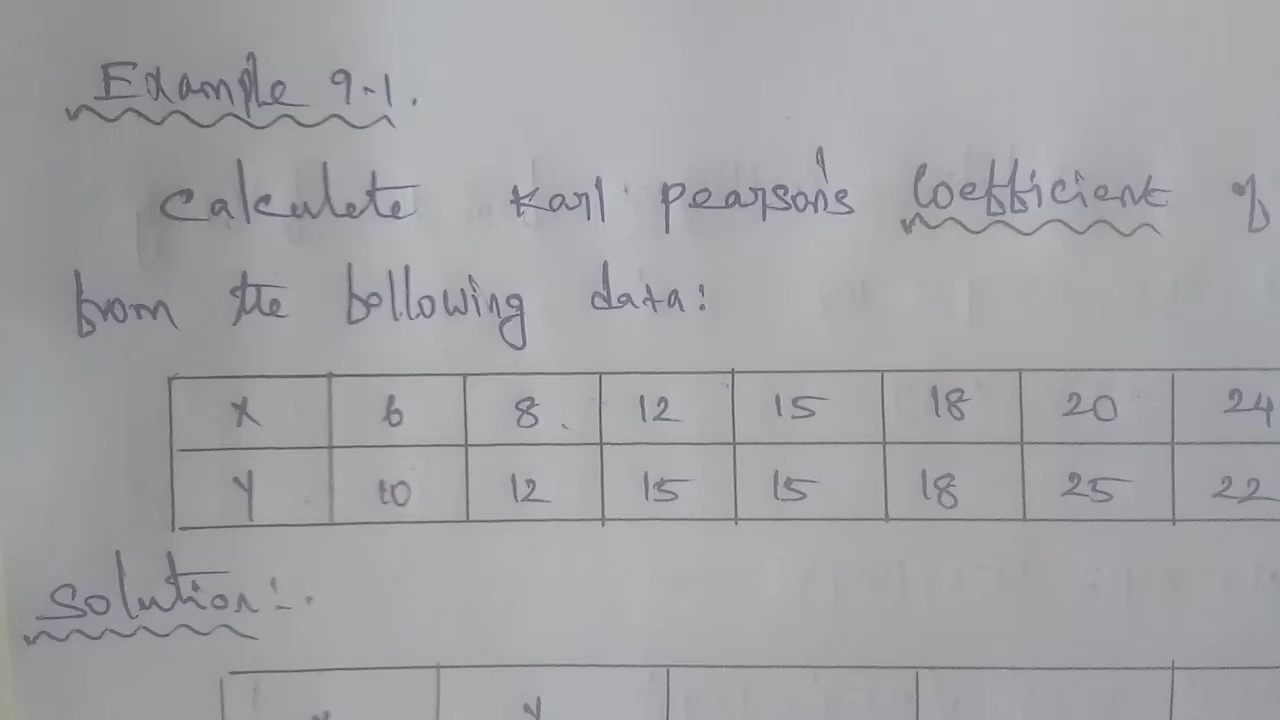 Example 9.1.
Calculate Karl pearson's Coefficient of
from the following data:
X 6 8 12 15 18 20 24
Y 10 12 15 15 18 25 22
Solution:-.
Y